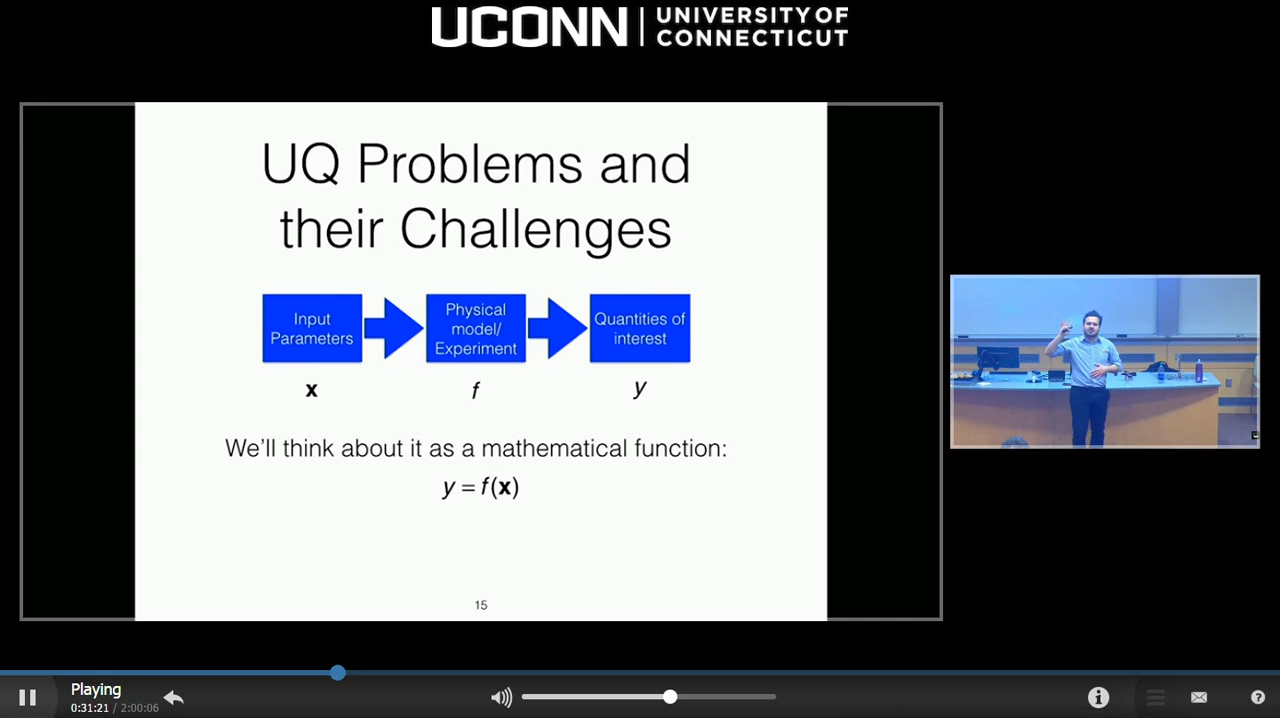 UCONN
UNIVERSITY OF
CONNECTICUT
UQ Problems and
their Challenges
Input
Parameters
Physical
model/
Experiment
Quantities of
interest
x
f
y
We'll think about it as a mathematical function:
y = f(x)
15
Playing
0:31:21 / 2:00:06